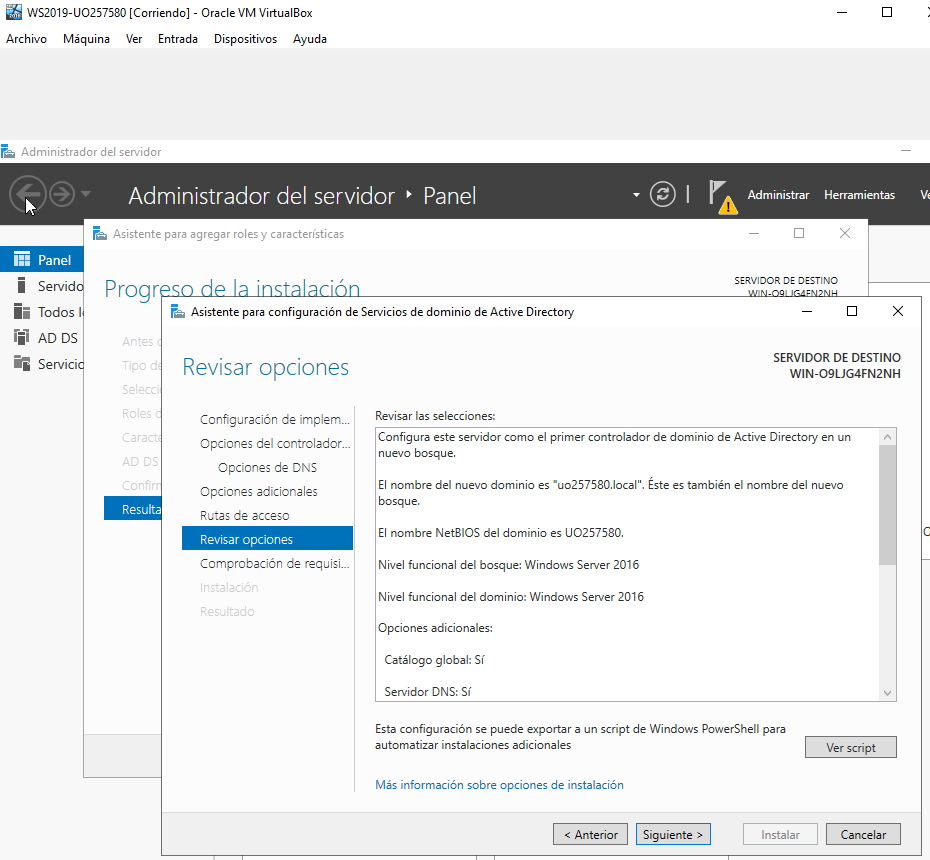 WS2019-UO257580 [Corriendo] - Oracle VM VirtualBox
Archivo Máquina Ver Entrada Dispositivos Ayuda
Administrador del servidor
Administrador del servidor ‣ Panel
Administrar Herramientas
Panel
Servido
Todos l
AD DS
Servicio
Asistente para agregar roles y características
Progreso de la instalación
SERVIDOR DE DESTINO
WIN-O9LJG4FN2NH
Antes
Tipo de
Selecci
Roles d
Caracte
AD DS
Confirm
Resulta
Asistente para configuración de Servicios de dominio de Active Directory
Revisar opciones
SERVIDOR DE DESTINO
WIN-O9LJG4FN2NH
Configuración de implem...
Opciones del controlador...
Opciones de DNS
Opciones adicionales
Rutas de acceso
Revisar opciones
Comprobación de requisi...
Instalación
Resultado
Revisar las selecciones:
Configura este servidor como el primer controlador de dominio de Active Directory en un
nuevo bosque.
El nombre del nuevo dominio es "uo257580.local". Éste es también el nombre del nuevo
bosque.
El nombre NetBIOS del dominio es UO257580.
Nivel funcional del bosque: Windows Server 2016
Nivel funcional del dominio: Windows Server 2016
Opciones adicionales:
Catálogo global: Sí
Servidor DNS: Sí
Esta configuración se puede exportar a un script de Windows PowerShell para
automatizar instalaciones adicionales
Ver script
Más información sobre opciones de instalación
< Anterior Siguiente > Instalar Cancelar